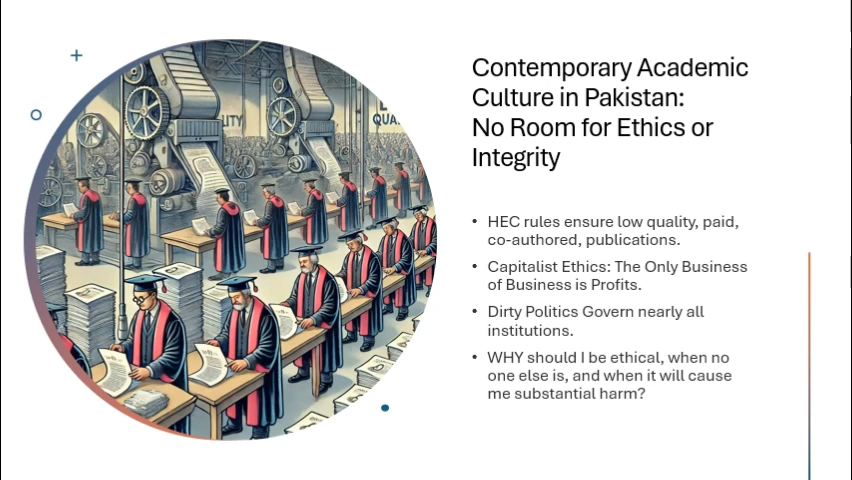 Contemporary Academic
Culture in Pakistan:
No Room for Ethics or
Integrity
• HEC rules ensure low quality, paid,
co-authored, publications.
• Capitalist Ethics: The Only Business
of Business is Profits.
• Dirty Politics Govern nearly all
institutions.
• WHY should I be ethical, when no
one else is, and when it will cause
me substantial harm?